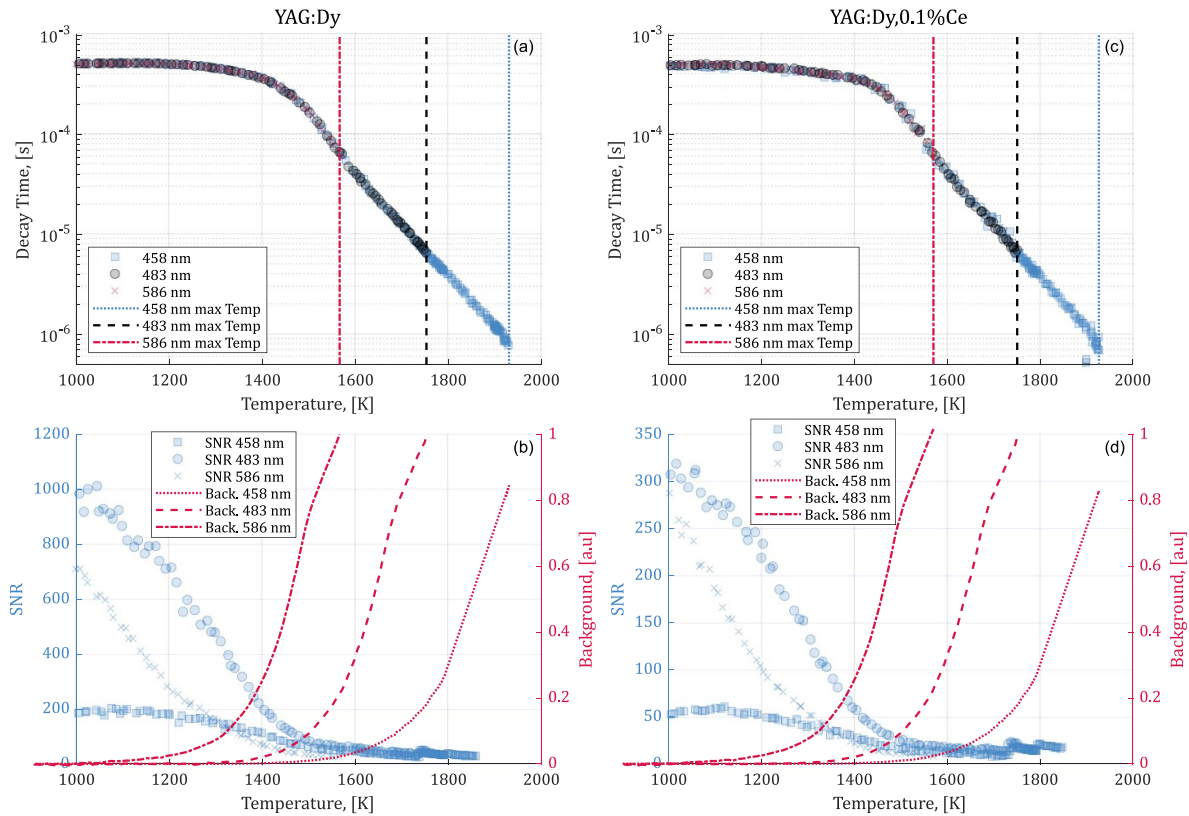 YAG:Dy
(a)
10⁻³
10⁻⁴
10⁻⁵
10⁻⁶
Decay Time, [s]
458 nm
483 nm
586 nm
458 nm max Temp
483 nm max Temp
586 nm max Temp
1000 1200 1400 1600 1800 2000
Temperature, [K]
YAG:Dy,0.1%Ce
(c)
10⁻³
10⁻⁴
10⁻⁵
10⁻⁶
Decay Time, [s]
458 nm
483 nm
586 nm
458 nm max Temp
483 nm max Temp
586 nm max Temp
1000 1200 1400 1600 1800 2000
Temperature, [K]
(b)
1200
1000
800
600
400
200
0
SNR
SNR 458 nm
SNR 483 nm
SNR 586 nm
Back. 458 nm
Back. 483 nm
Back. 586 nm
1
0.8
0.6
0.4
0.2
0
Background, [a.u]
1000 1200 1400 1600 1800 2000
Temperature, [K]
(d)
350
300
250
200
150
100
50
0
SNR
SNR 458 nm
SNR 483 nm
SNR 586 nm
Back. 458 nm
Back. 483 nm
Back. 586 nm
1
0.8
0.6
0.4
0.2
0
Background, [a.u]
1000 1200 1400 1600 1800 2000
Temperature, [K]